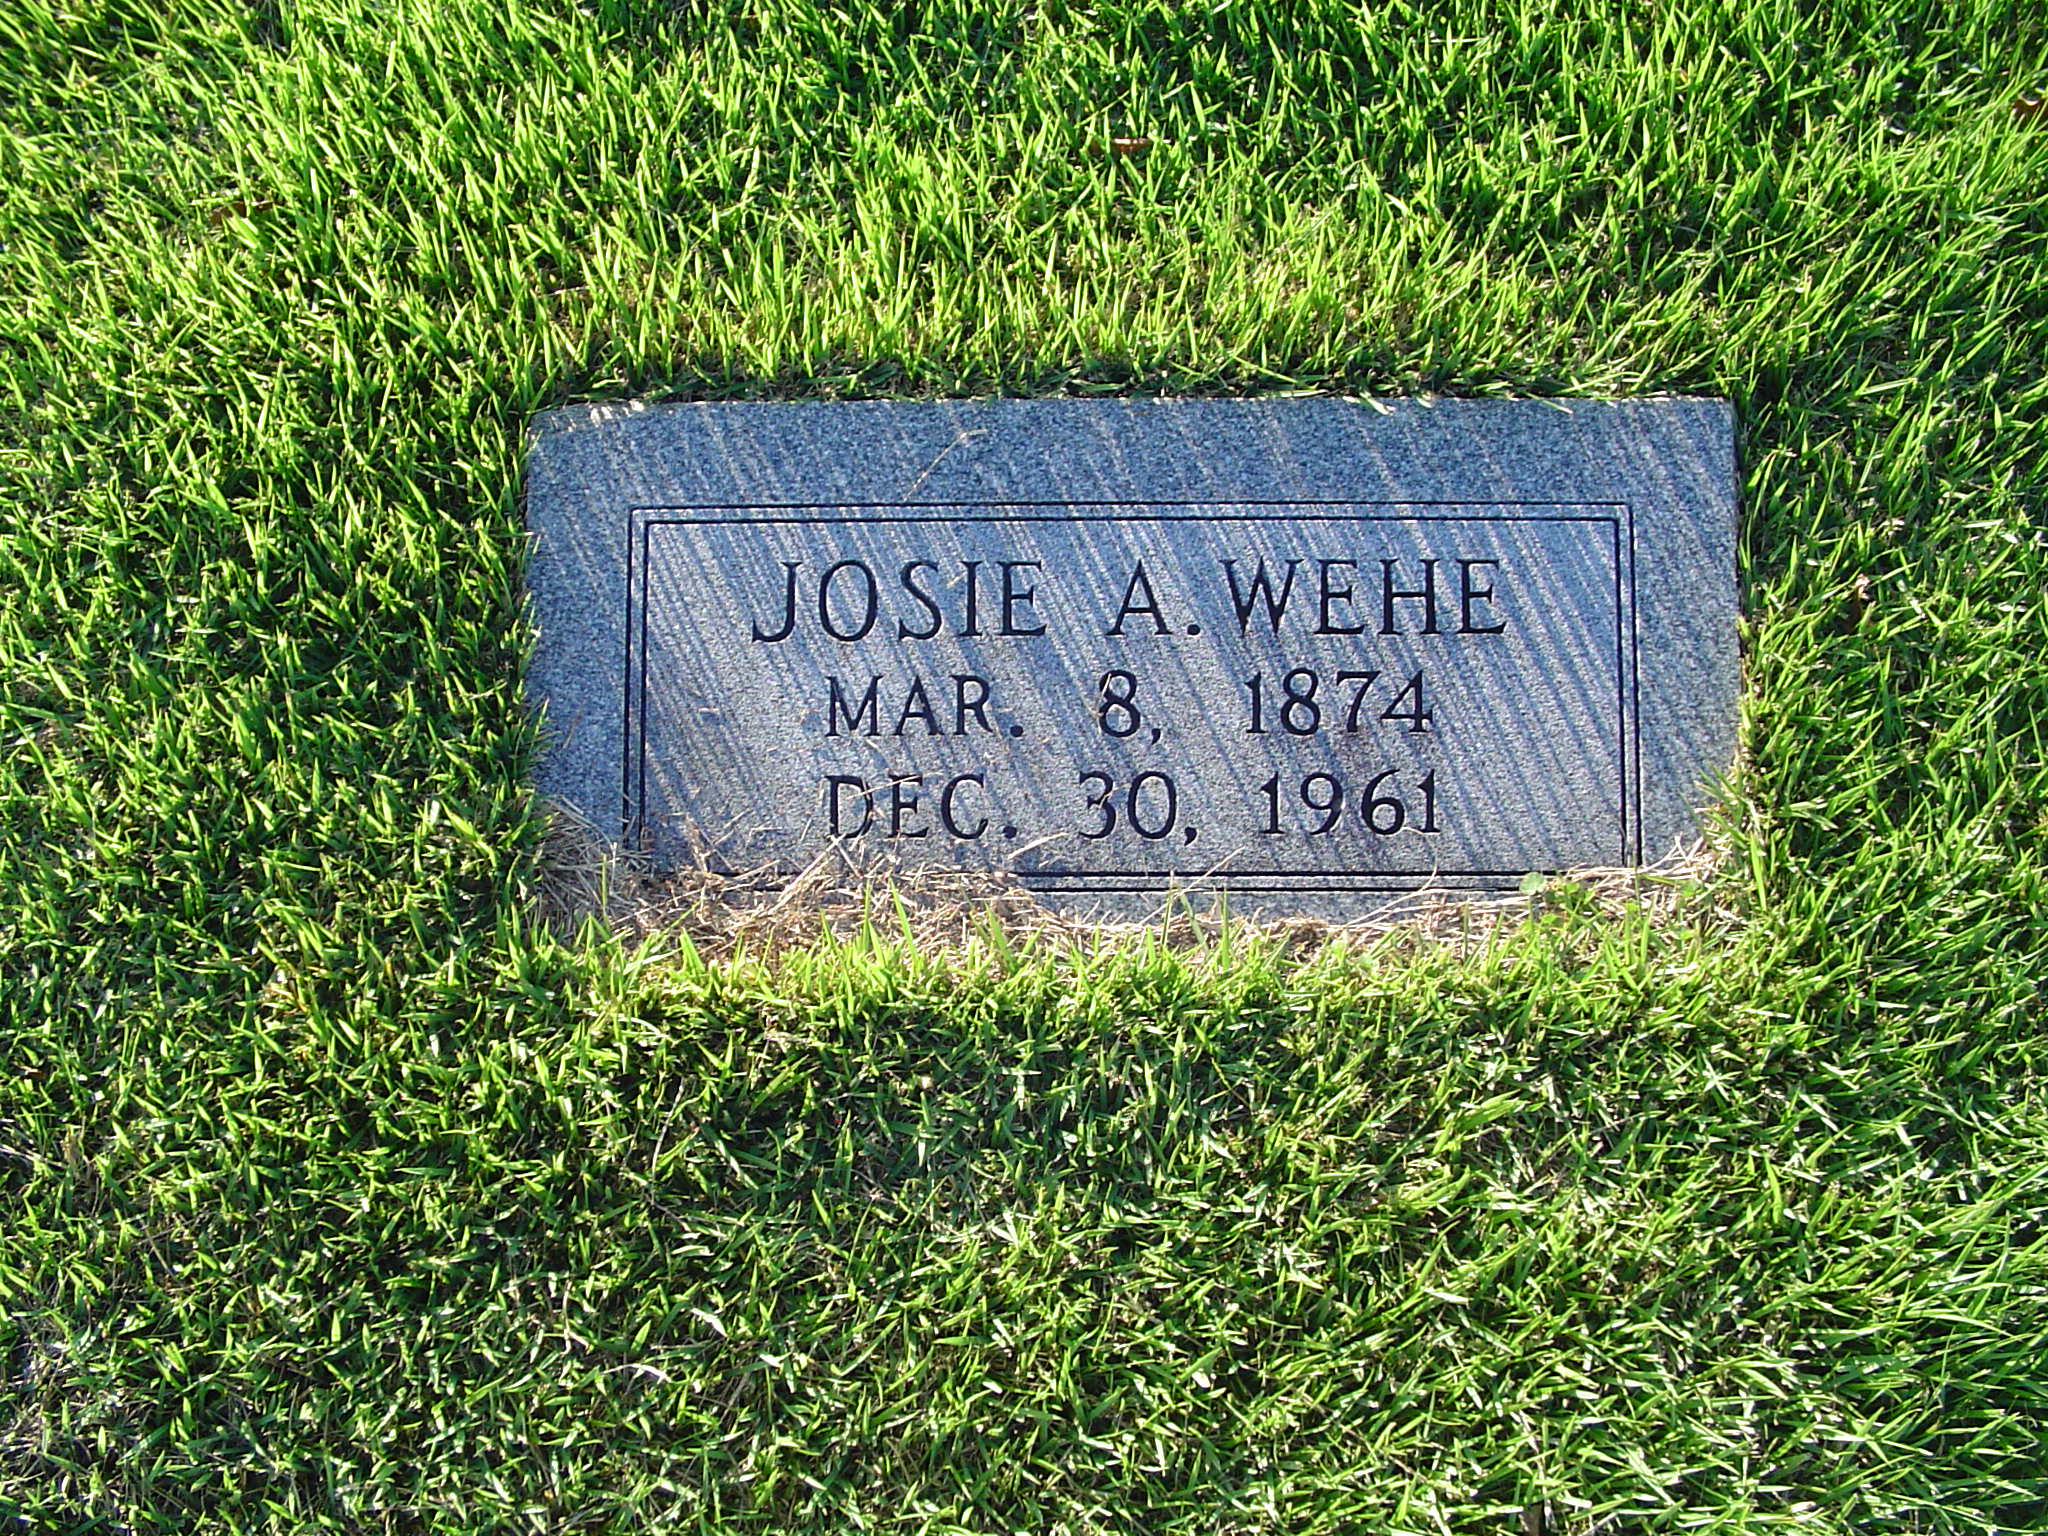 JOSIE A. WEHE
MAR. 8, 1874
DEC. 30, 1961